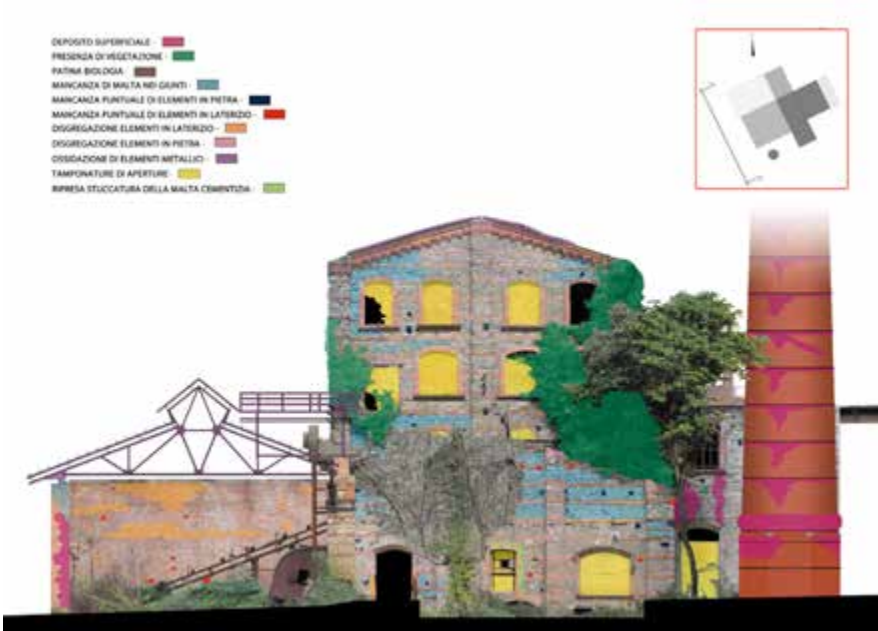 DEPOSITO SUPERFICIALE -
PRESENZA DI VEGETAZIONE -
PATINA BIOLOGIA
MANCANZA DI MALTA NEI GIUNTI -
MANCANZA PUNTUALE DI ELEMENTI IN PIETRA -
MANCANZA PUNTUALE DI ELEMENTI IN LATERIZIO -
DISGREGAZIONE ELEMENTI IN LATERIZIO -
DISGREGAZIONE ELEMENTI IN PIETRA -
OSSIDAZIONE DI ELEMENTI METALLICI -
TAMPONATURE DI APERTURE -
RIPRESA STUCCATURA DELLA MALTA CEMENTIZIA -